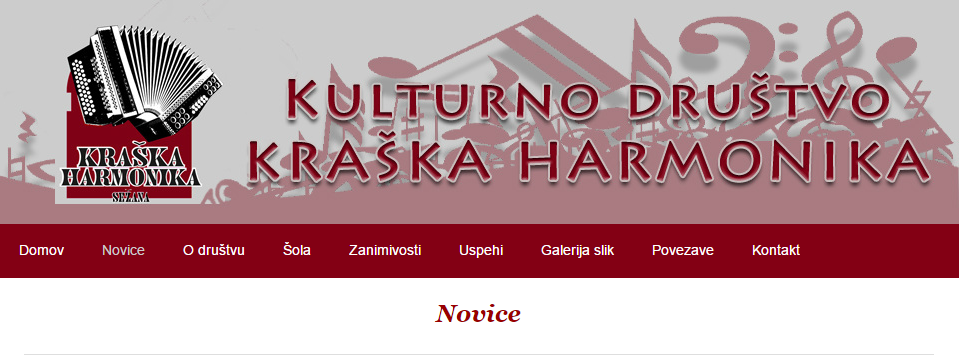 KRAŠKA
HARMONIKA
SEŽANA
KULTURNO DRUŠTVO
KRAŠKA HARMONIKA
Domov Novice O društvu Šola Zanimivosti Uspehi Galerija slik Povezave Kontakt
Novice